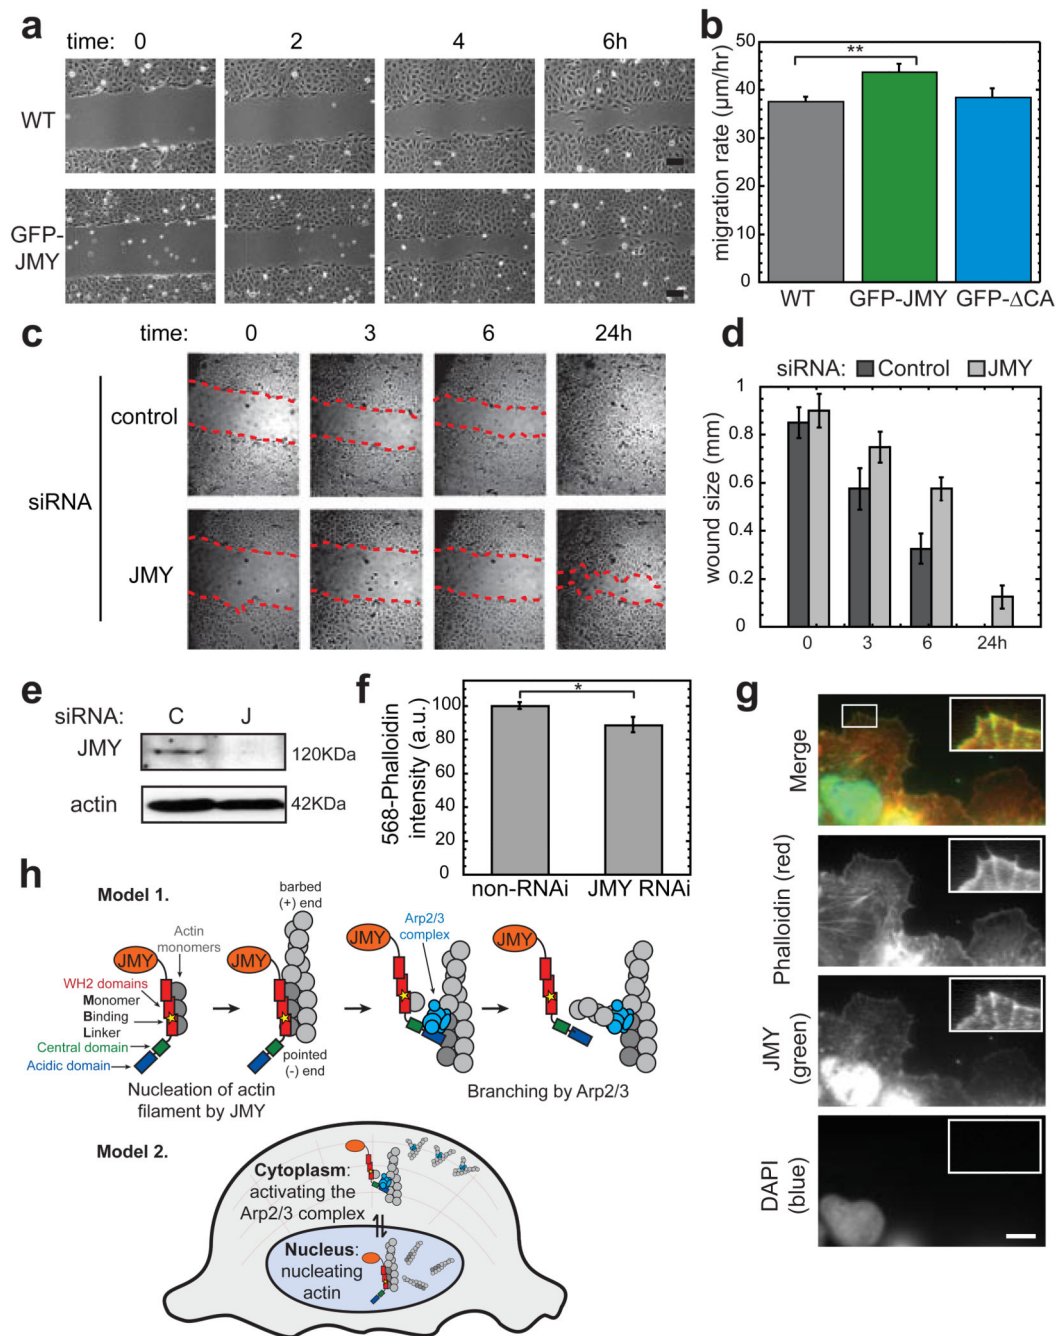 a
time: 0 2 4 6h
WT
GFP-
JMY
b
migration rate (µm/hr)
50
40
30
20
10
0
**
WT GFP-JMY GFP-ΔCA
c
time: 0 3 6 24h
siRNA
control
JMY
d
siRNA: Control JMY
wound size (mm)
1
0.8
0.6
0.4
0.2
0
0 3 6 24h
e
siRNA: C J
JMY
120KDa
actin
42KDa
f
568-Phalloidin
intensity (a.u.)
100
80
60
40
20
0
*
non-RNAi JMY RNAi
g
Merge
Phalloidin (red)
JMY
(green)
DAPI
(blue)
h
Model 1.
JMY
Actin
monomers
WH2 domains
Monomer
Binding
Linker
Central domain
Acidic domain
barbed
(+) end
JMY
pointed
(-) end
Nucleation of actin
filament by JMY
JMY
Arp2/3
complex
JMY
Branching by Arp2/3
Model 2.
Cytoplasm:
activating the
Arp2/3 complex
Nucleus:
nucleating
actin